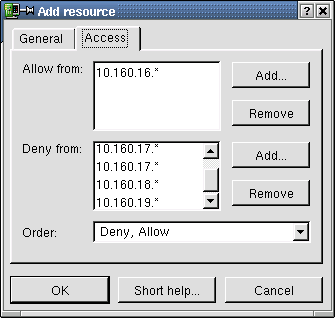 Add resource
General
Access
Allow from:
10.160.16.*
Add...
Remove
Deny from:
10.160.17.*
10.160.17.*
10.160.18.*
10.160.19.*
Add...
Remove
Order:
Deny, Allow
OK
Short help...
Cancel